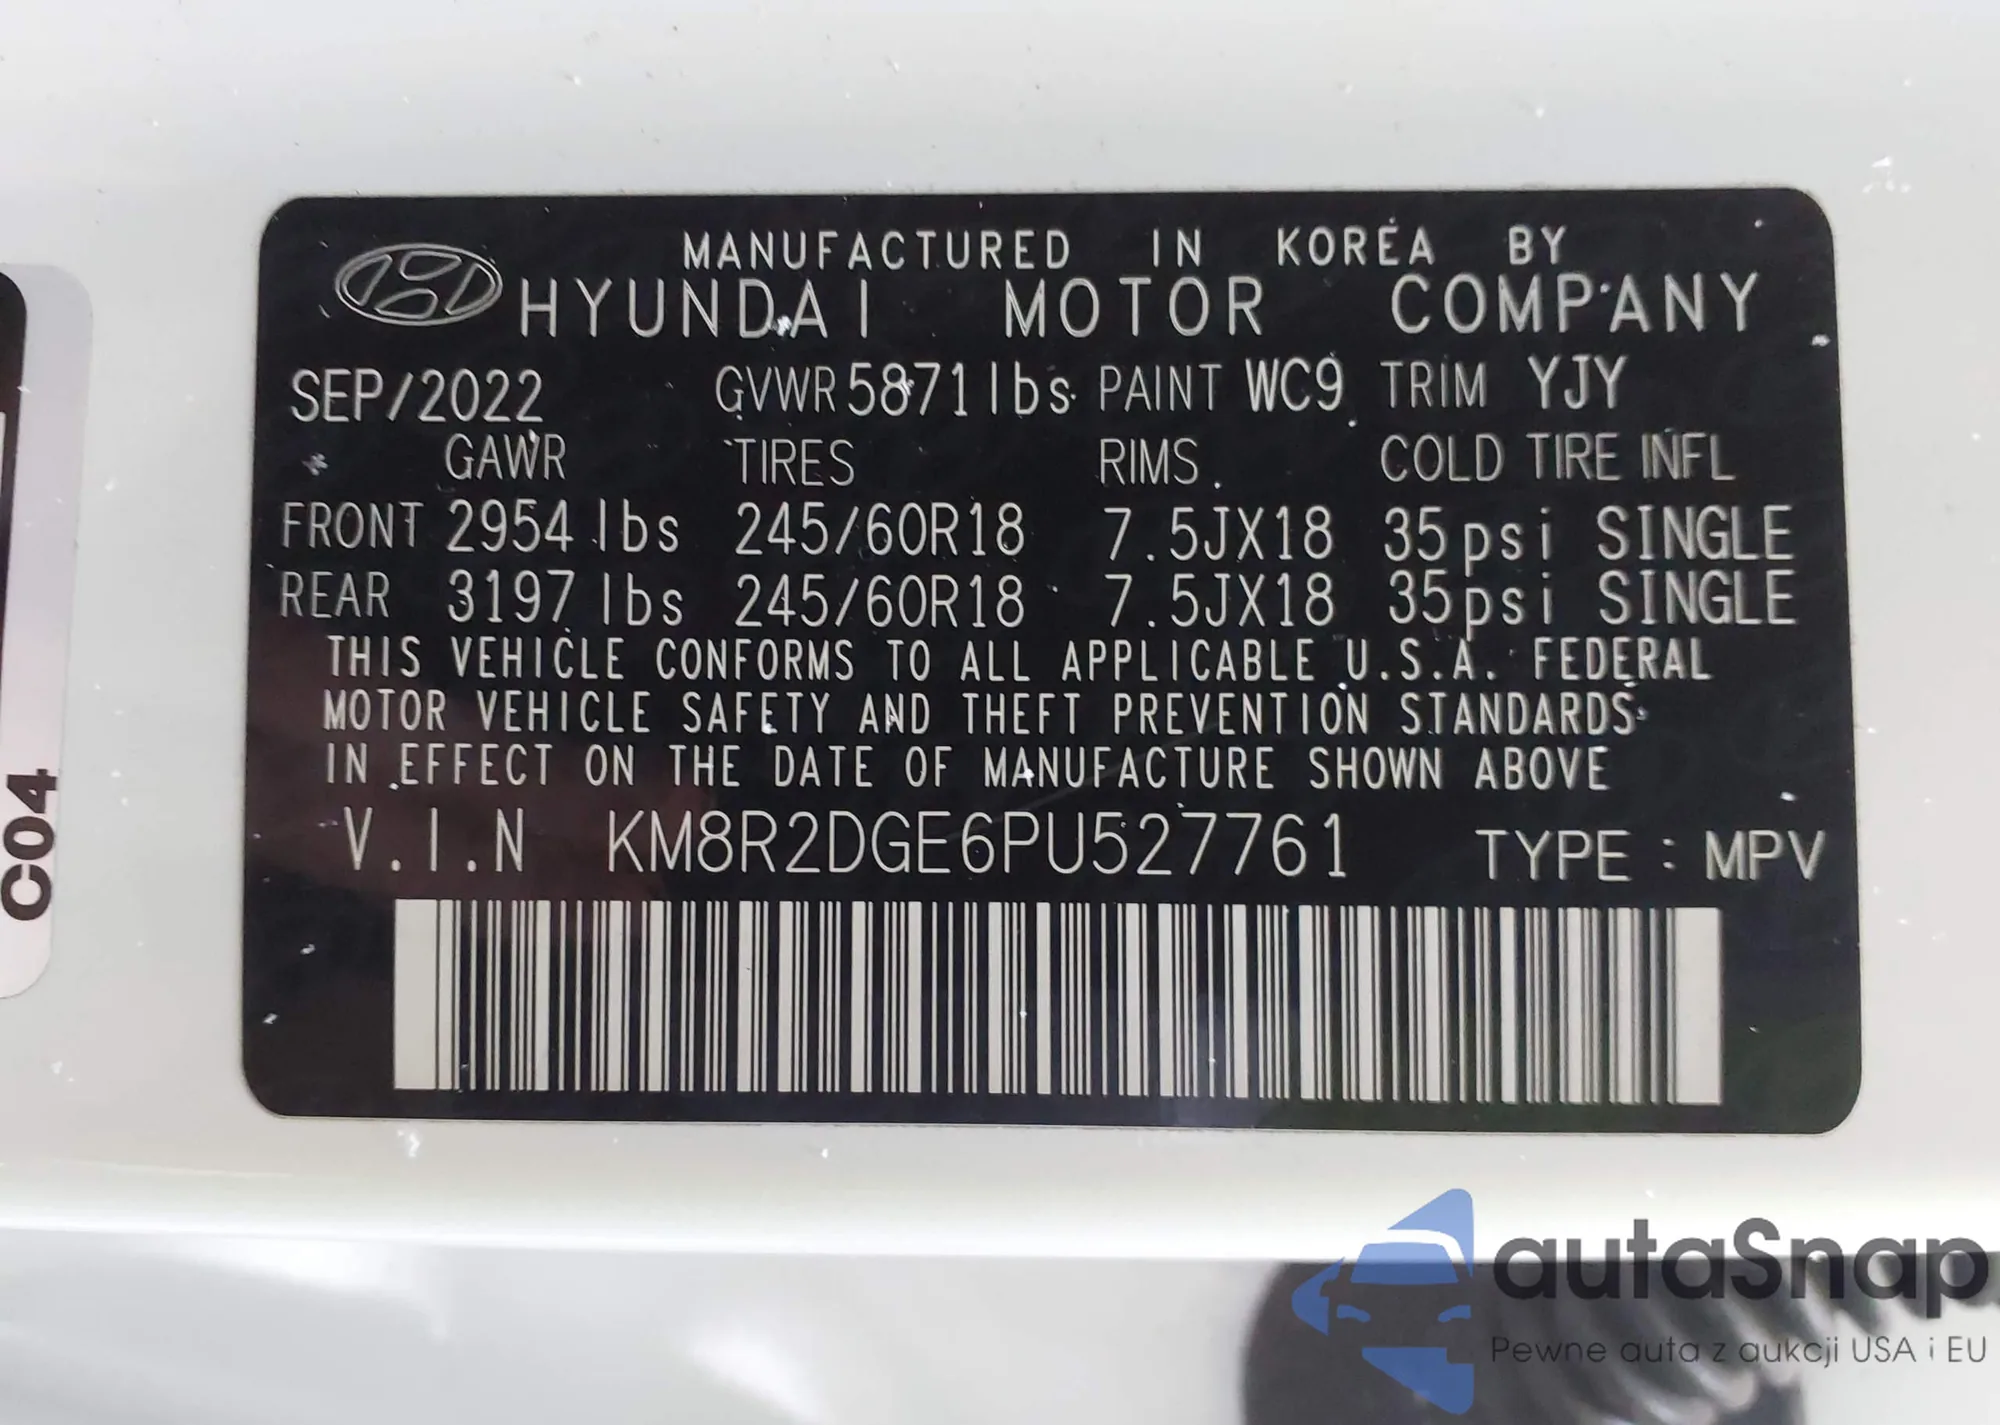 MANUFACTURED IN KOREA BY
HYUNDAI MOTOR COMPANY
SEP/2022 GVWR 5871 lbs PAINT WC9 TRIM YJY
GAWR TIRES RIMS COLD TIRE INFL
FRONT 2954 lbs 245/60R18 7.5JX18 35psi SINGLE
REAR 3197 lbs 245/60R18 7.5JX18 35psi SINGLE
THIS VEHICLE CONFORMS TO ALL APPLICABLE U.S.A. FEDERAL
MOTOR VEHICLE SAFETY AND THEFT PREVENTION STANDARDS
IN EFFECT ON THE DATE OF MANUFACTURE SHOWN ABOVE
V.I.N KM8R2DGE6PU527761 TYPE : MPV
C04
autaSnap
Pewne auta z aukcji USA i EU